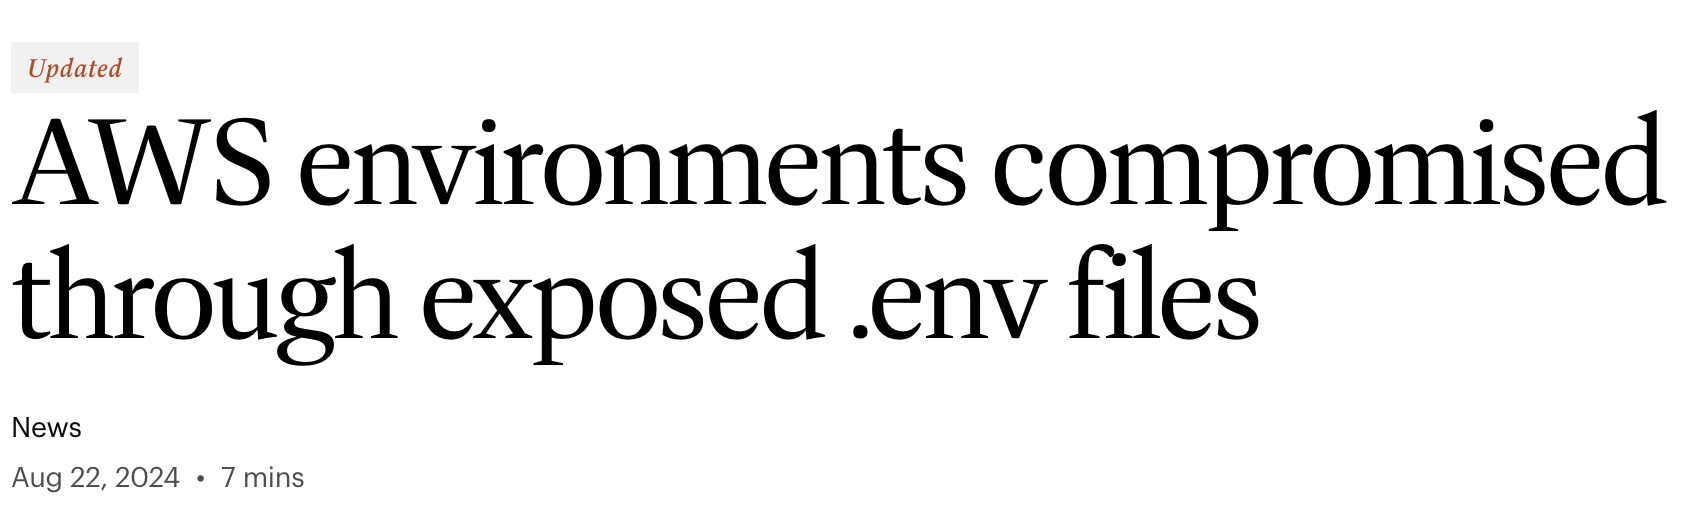 Updated
AWS environments compromised
through exposed .env files
News
Aug 22, 2024 • 7 mins